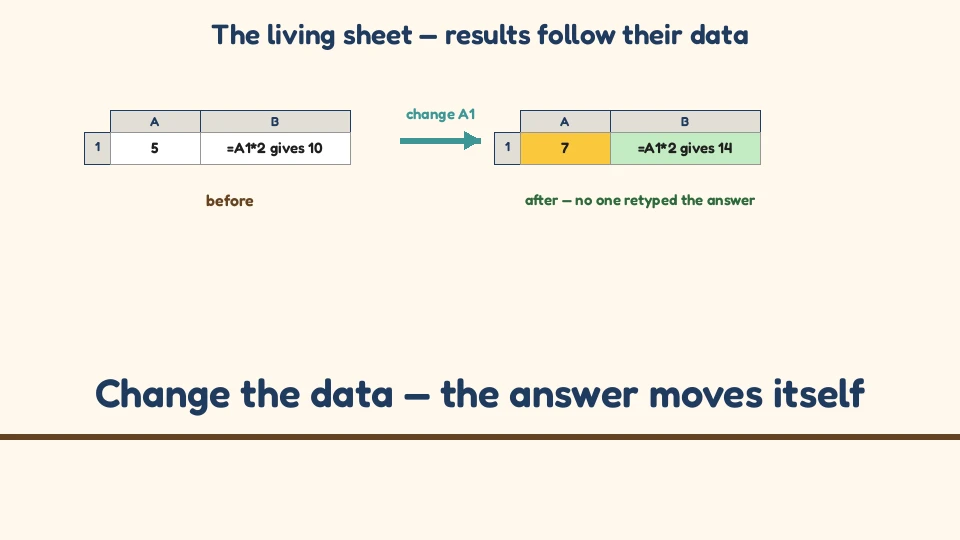 The living sheet — results follow their data
change A1
A B
1 5 =A1*2 gives 10
A B
1 7 =A1*2 gives 14
before
after — no one retyped the answer
Change the data — the answer moves itself